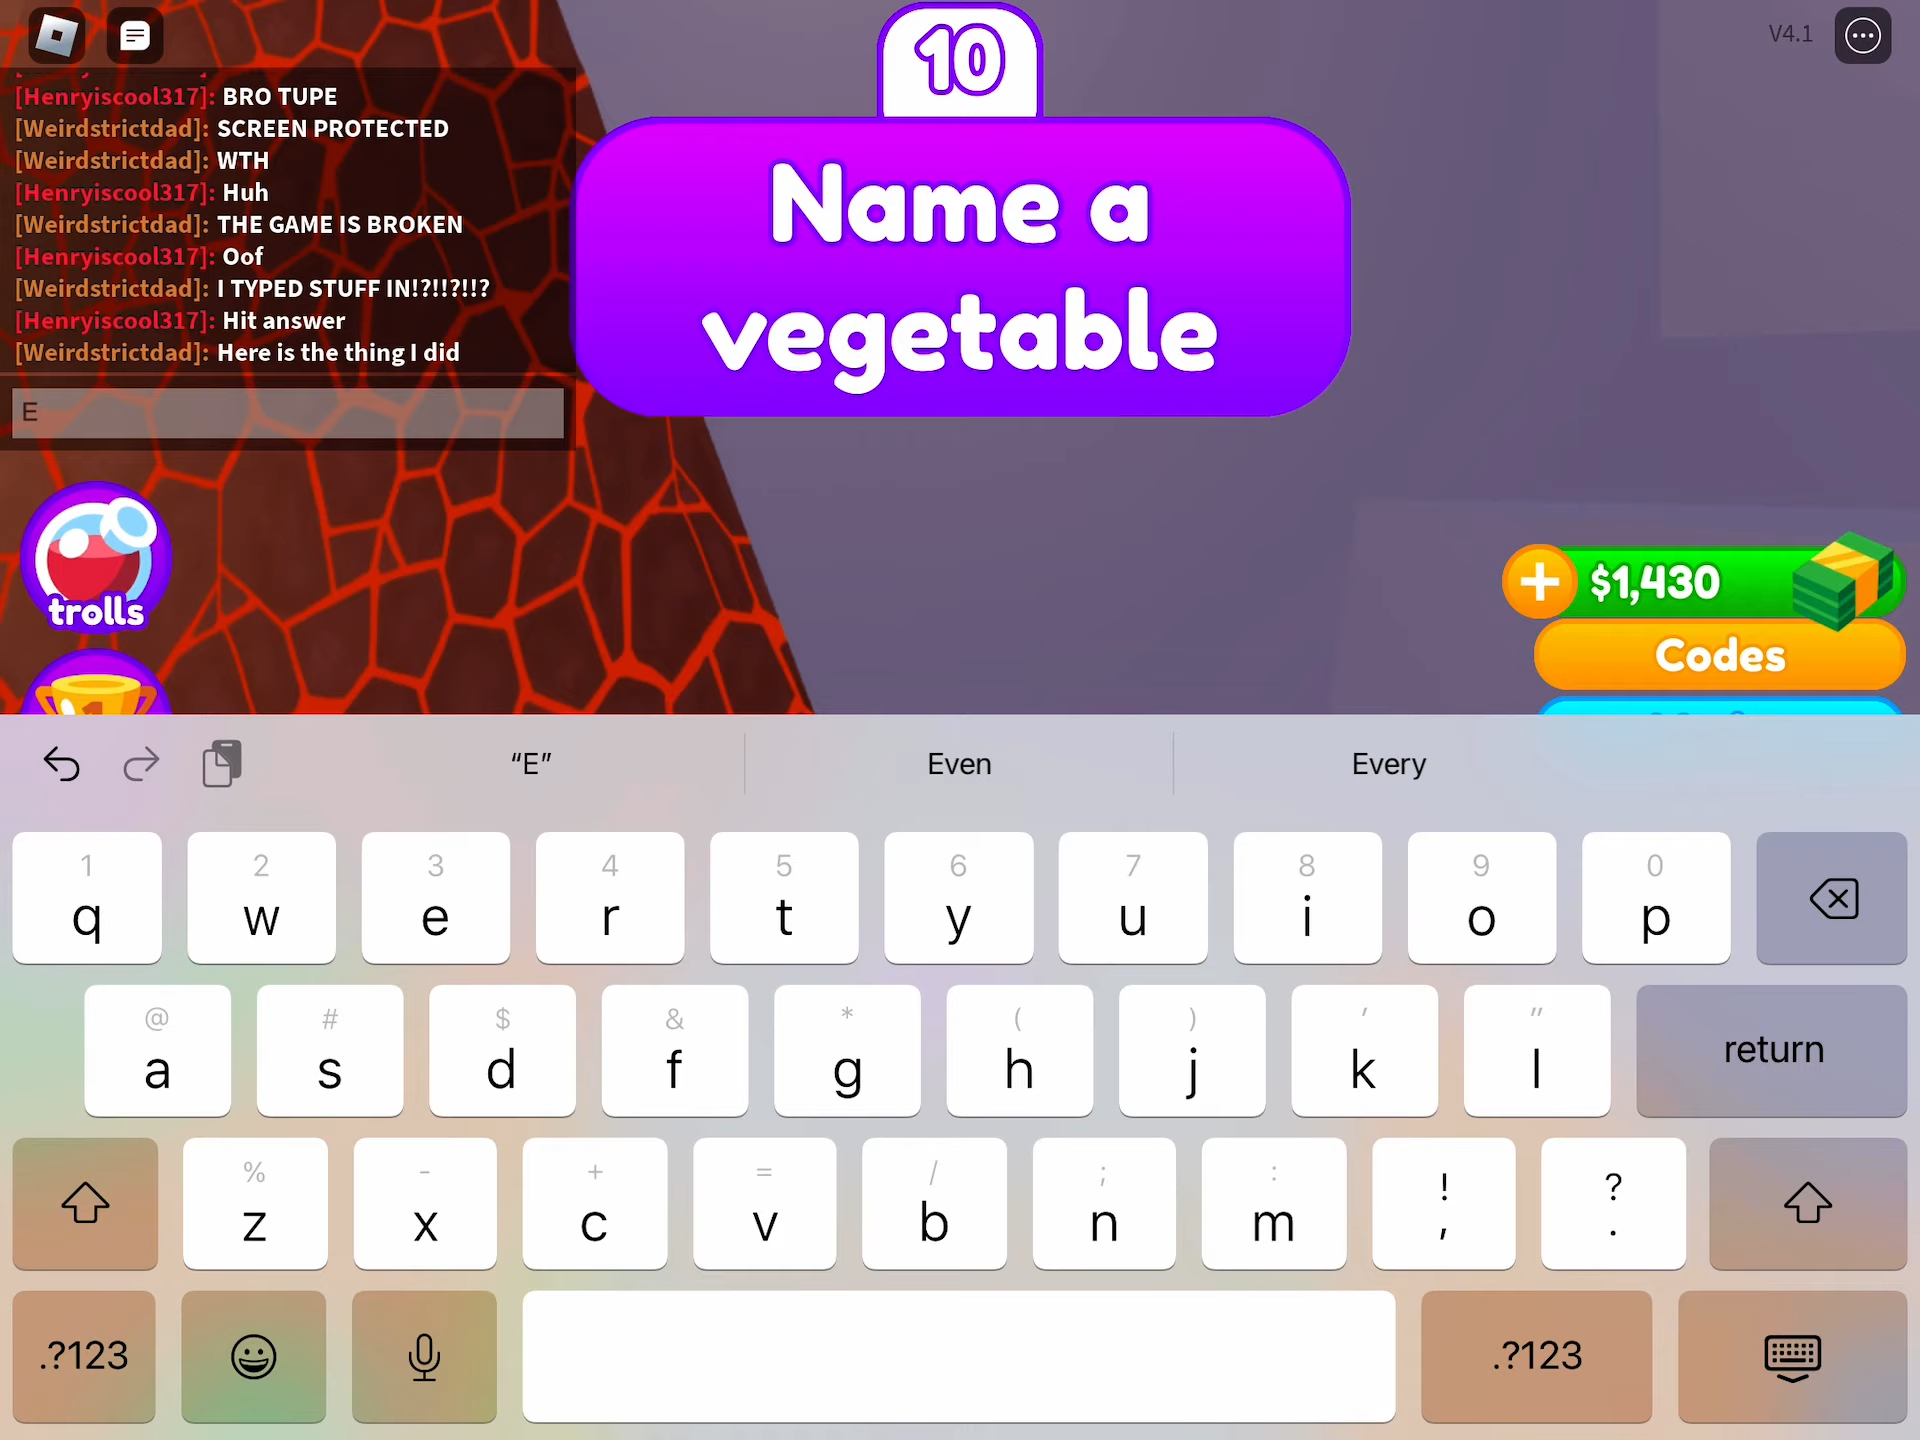 10
V4.1
[Henryiscool317]: BRO TUPE
[Weirdstrictdad]: SCREEN PROTECTED
[Weirdstrictdad]: WTH
[Henryiscool317]: Huh
[Weirdstrictdad]: THE GAME IS BROKEN
[Henryiscool317]: Oof
[Weirdstrictdad]: I TYPED STUFF IN!?!!?!!?
[Henryiscool317]: Hit answer
[Weirdstrictdad]: Here is the thing I did
E
Name a
vegetable
trolls
1
$1,430
Codes
“E” Even Every
1 2 3 4 5 6 7 8 9 0
q w e r t y u i o p
@ # $ & * ( ) ' "
a s d f g h j k l return
% - + = / ; : ! ?
z x c v b n m , .
.?123 .?123